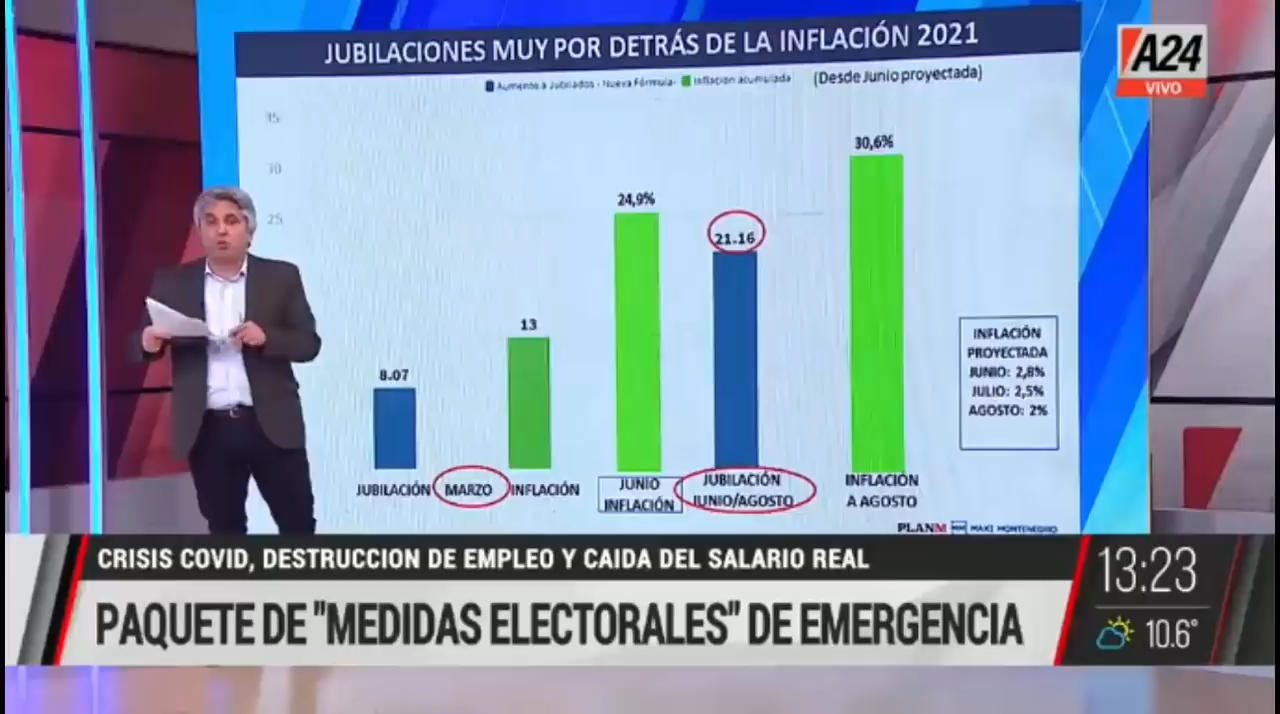 JUBILACIONES MUY POR DETRÁS DE LA INFLACIÓN 2021
Aumento a Jubilados - Nueva Fórmula- Inflación acumulada (Desde Junio proyectada)
A24
VIVO
35
30
25
30,6%
24,9%
21.16
13
8.07
INFLACIÓN
PROYECTADA
JUNIO: 2,8%
JULIO: 2,5%
AGOSTO: 2%
JUBILACIÓN MARZO INFLACIÓN
JUNIO
INFLACIÓN
JUBILACIÓN
JUNIO/AGOSTO
INFLACIÓN
A AGOSTO
PLANM MAXI MONTENEGRO
CRISIS COVID, DESTRUCCION DE EMPLEO Y CAIDA DEL SALARIO REAL
PAQUETE DE "MEDIDAS ELECTORALES" DE EMERGENCIA
13:23
10.6°